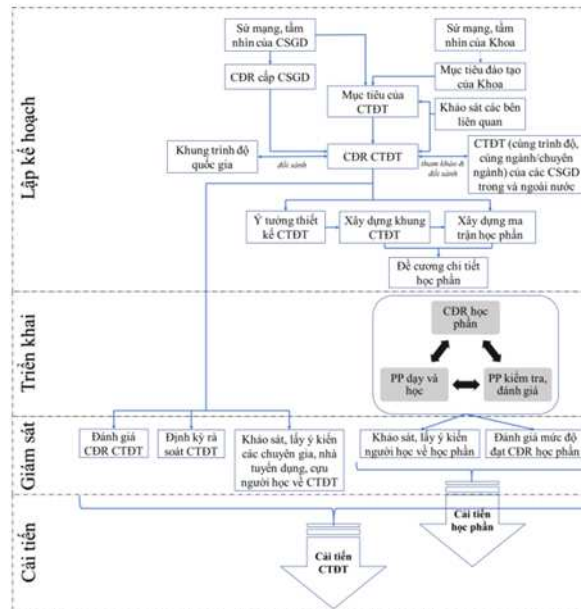 Lập kế hoạch
Sứ mạng, tầm
nhìn của CSGD
Sứ mạng, tầm
nhìn của Khoa
CĐR cấp CSGD
Mục tiêu của
CTĐT
Mục tiêu đào tạo
của Khoa
Khảo sát các bên
liên quan
Khung trình độ
quốc gia
đối sánh
CĐR CTĐT
tham khảo &
đối sánh
CTĐT (cùng trình độ,
cùng ngành/chuyên
ngành) của các CSGD
trong và ngoài nước
Ý tưởng thiết
kế CTĐT
Xây dựng khung
CTĐT
Xây dựng ma
trận học phần
Đề cương chi tiết
học phần
Triển khai
CĐR học
phần
PP dạy và
học
PP kiểm tra,
đánh giá
Giám sát
Đánh giá
CĐR CTĐT
Định kỳ rà
soát CTĐT
Khảo sát, lấy ý kiến
các chuyên gia, nhà
tuyển dụng, cựu
người học về CTĐT
Khảo sát, lấy ý kiến
người học về học phần
Đánh giá mức độ
đạt CĐR học phần
Cải tiến
Cải tiến
CTĐT
Cải tiến
học phần